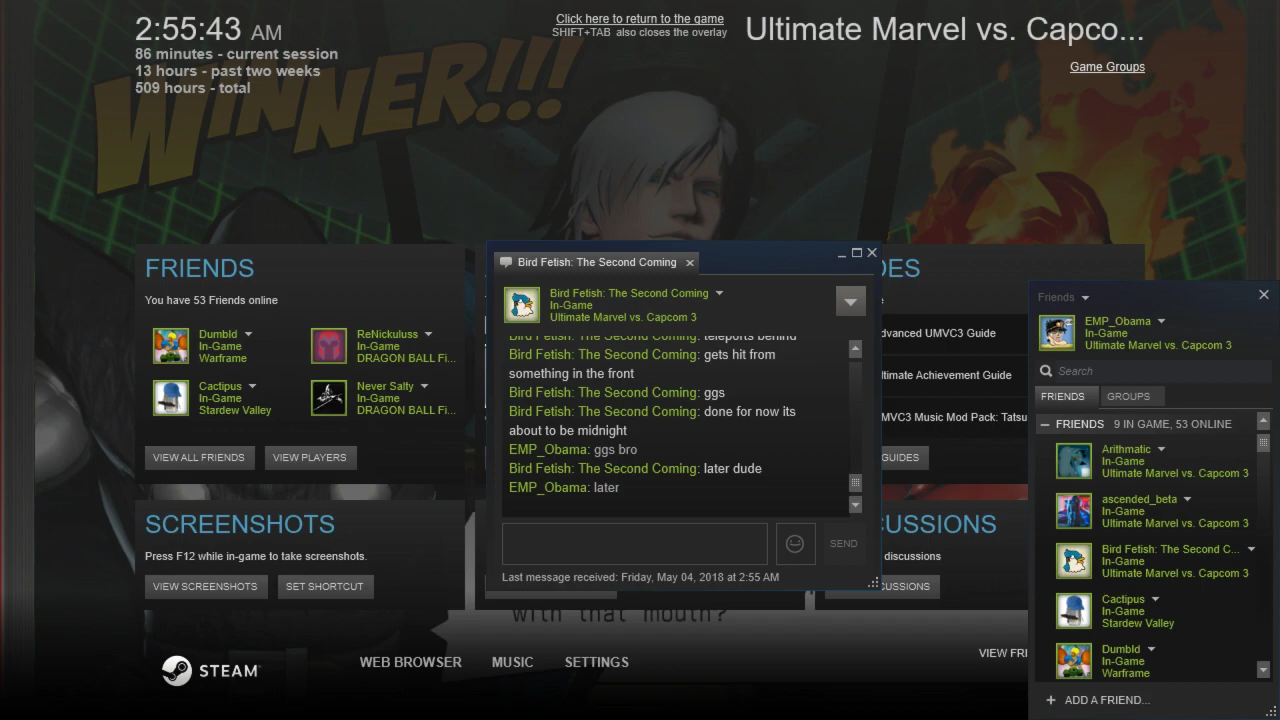 2:55:43 AM
86 minutes - current session
13 hours - past two weeks
509 hours - total
Click here to return to the game
SHIFT+TAB also closes the overlay
Ultimate Marvel vs. Capco...
Game Groups
WINNER!!!
FRIENDS
You have 53 Friends online
Dumbld
In-Game
Warframe
ReNickuluss
In-Game
DRAGON BALL Fi...
Cactipus
In-Game
Stardew Valley
Never Salty
In-Game
DRAGON BALL Fi...
VIEW ALL FRIENDS
VIEW PLAYERS
SCREENSHOTS
Press F12 while in-game to take screenshots.
VIEW SCREENSHOTS
SET SHORTCUT
Bird Fetish: The Second Coming
Bird Fetish: The Second Coming
In-Game
Ultimate Marvel vs. Capcom 3
Bird Fetish: The Second Coming: teleports behind
Bird Fetish: The Second Coming: gets hit from
something in the front
Bird Fetish: The Second Coming: ggs
Bird Fetish: The Second Coming: done for now its
about to be midnight
EMP_Obama: ggs bro
Bird Fetish: The Second Coming: later dude
EMP_Obama: later
SEND
Last message received: Friday, May 04, 2018 at 2:55 AM
DES
dvanced UMVC3 Guide
ltimate Achievement Guide
MVC3 Music Mod Pack: Tatsu
GUIDES
CUSSIONS
discussions
CUSSIONS
with that mouth?
STEAM
WEB BROWSER
MUSIC
SETTINGS
VIEW FRI
Friends
EMP_Obama
In-Game
Ultimate Marvel vs. Capcom 3
Search
FRIENDS
GROUPS
FRIENDS 9 IN GAME, 53 ONLINE
Arithmatic
In-Game
Ultimate Marvel vs. Capcom 3
ascended_beta
In-Game
Ultimate Marvel vs. Capcom 3
Bird Fetish: The Second C...
In-Game
Ultimate Marvel vs. Capcom 3
Cactipus
In-Game
Stardew Valley
Dumbld
In-Game
Warframe
+ ADD A FRIEND...